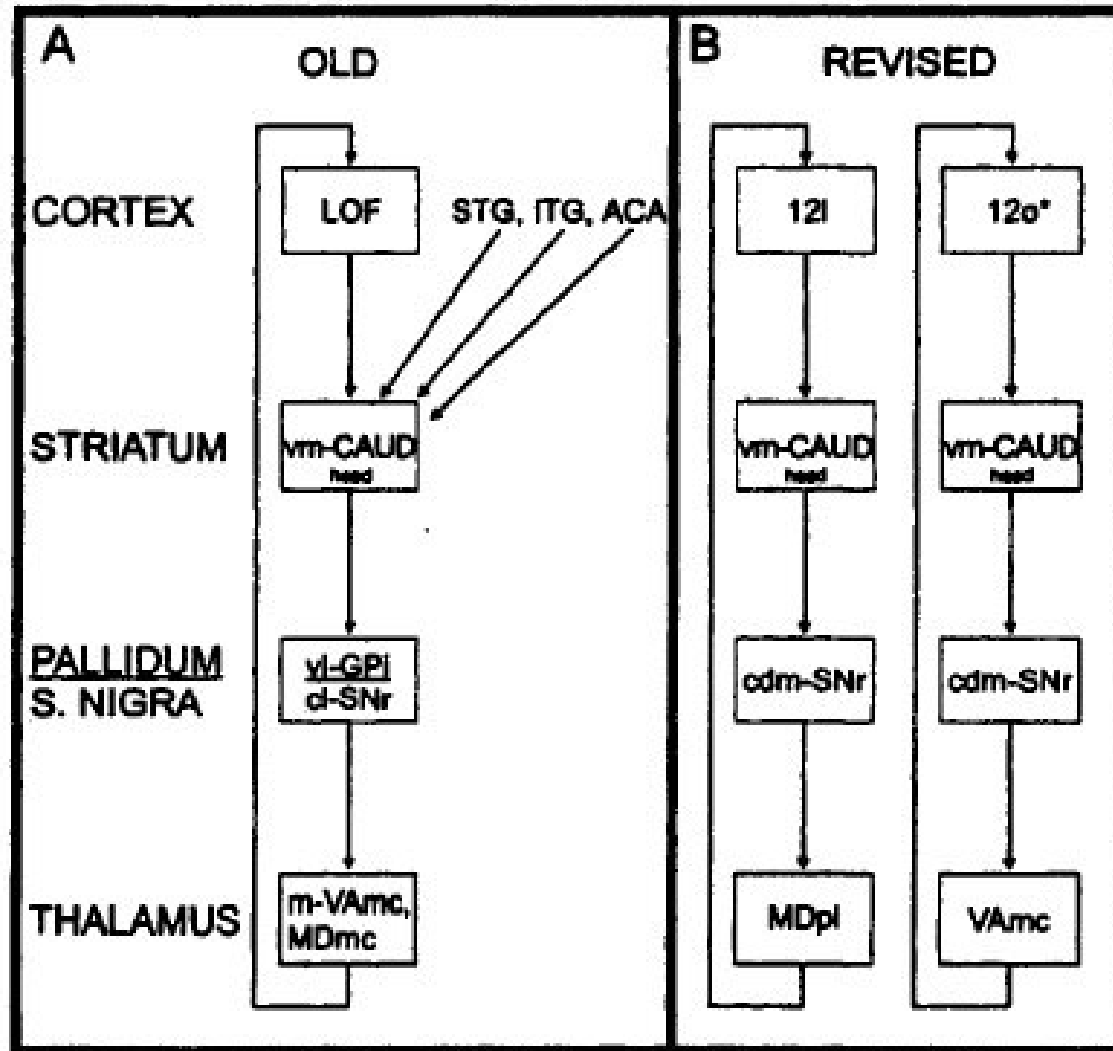 A
OLD
CORTEX
LOF
STG, ITG, ACA
STRIATUM
vm-CAUD
head
PALLIDUM
S. NIGRA
vl-GPi
cl-SNr
THALAMUS
m-VAmc,
MDmc
B
REVISED
12l
12o*
vm-CAUD
head
vm-CAUD
head
cdm-SNr
cdm-SNr
MDpl
VAmc